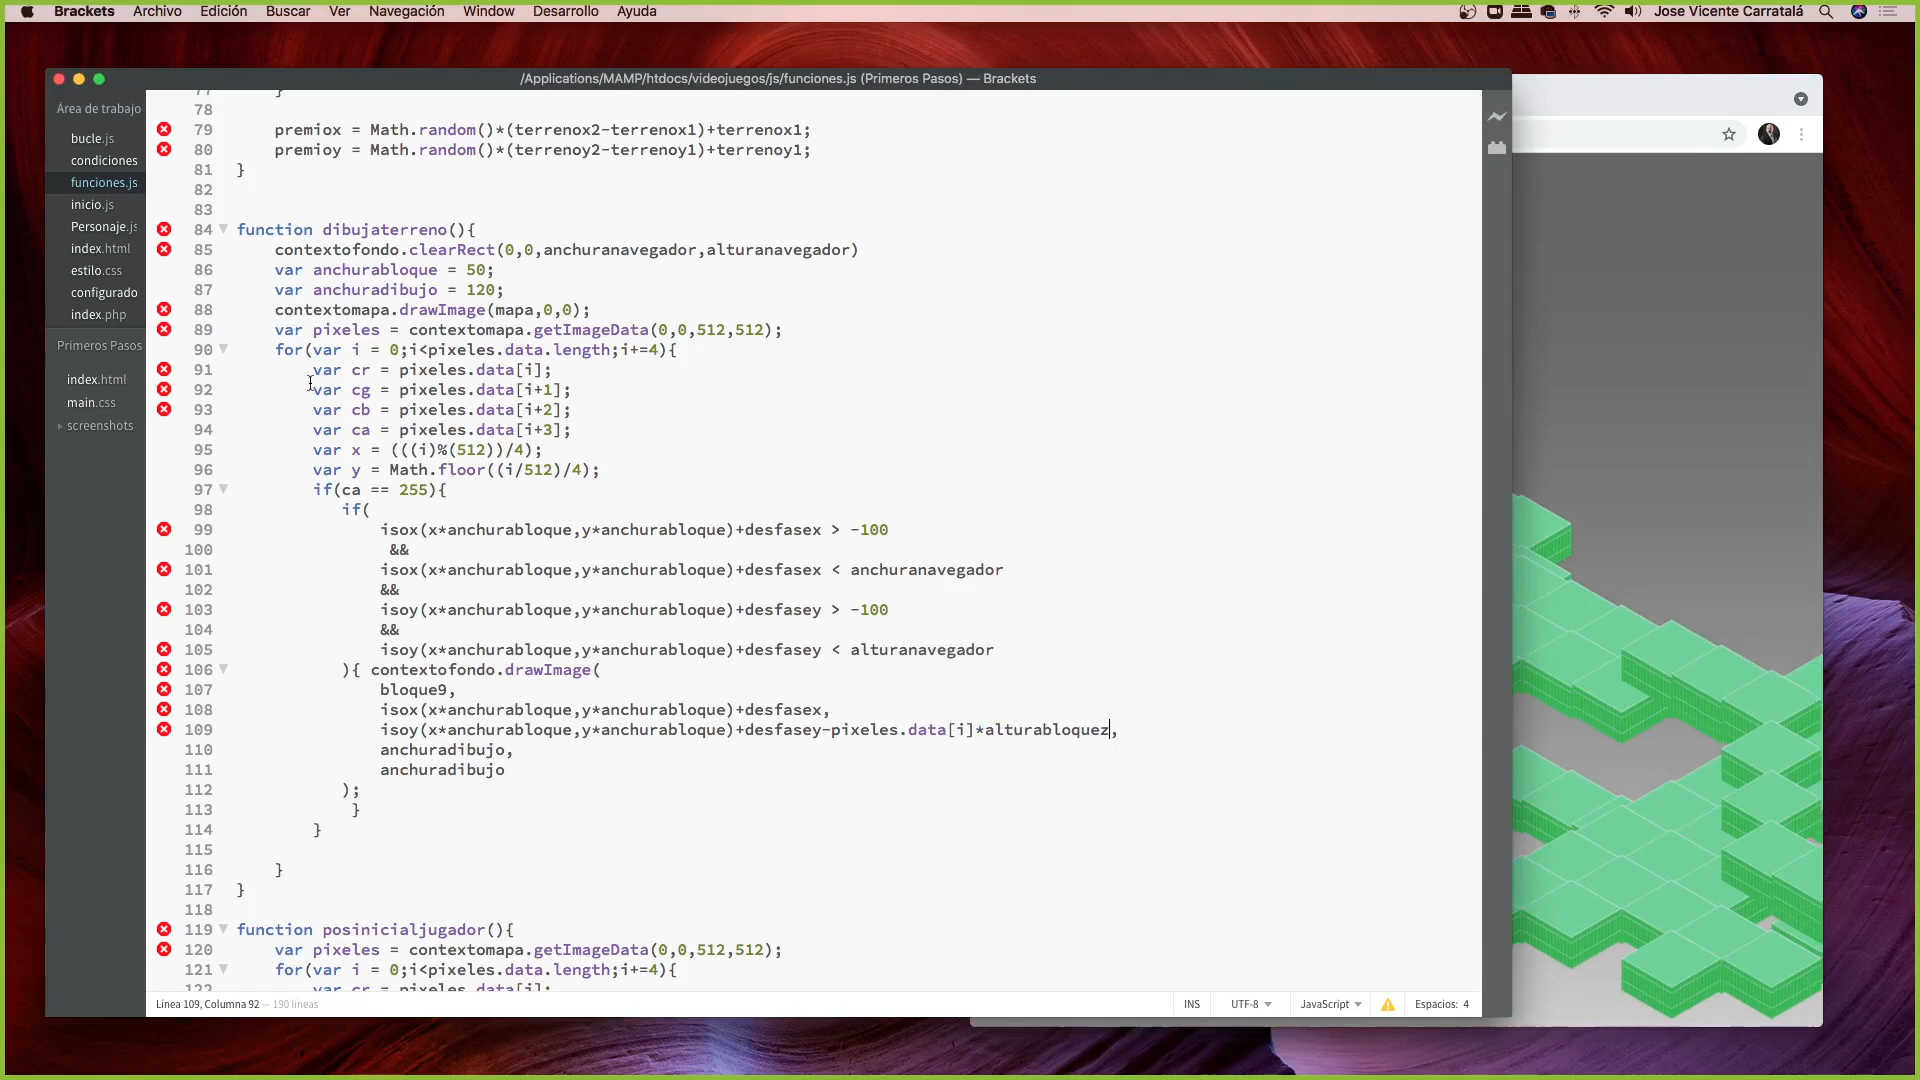 Brackets Archivo Edición Buscar Ver Navegación Window Desarrollo Ayuda Jose Vicente Carratalá
/Applications/MAMP/htdocs/videojuegos/js/funciones.js (Primeros Pasos) — Brackets
Área de trabajo
bucle.js
condiciones
funciones.js
inicio.js
Personaje.js
index.html
estilo.css
configurado
index.php
Primeros Pasos
index.html
main.css
screenshots
77 }
78
79 premiox = Math.random()*(terrenox2-terrenox1)+terrenox1;
80 premioy = Math.random()*(terrenoy2-terrenoy1)+terrenoy1;
81 }
82
83
84 function dibujaterreno(){
85 contextofondo.clearRect(0,0,anchuranavegador,alturanavegador)
86 var anchurabloque = 50;
87 var anchuradibujo = 120;
88 contextomapa.drawImage(mapa,0,0);
89 var pixeles = contextomapa.getImageData(0,0,512,512);
90 for(var i = 0;i<pixeles.data.length;i+=4){
91 var cr = pixeles.data[i];
92 var cg = pixeles.data[i+1];
93 var cb = pixeles.data[i+2];
94 var ca = pixeles.data[i+3];
95 var x = (((i)%(512))/4);
96 var y = Math.floor((i/512)/4);
97 if(ca == 255){
98 if(
99 isox(x*anchurabloque,y*anchurabloque)+desfasex > -100
100 &&
101 isox(x*anchurabloque,y*anchurabloque)+desfasex < anchuranavegador
102 &&
103 isoy(x*anchurabloque,y*anchurabloque)+desfasey > -100
104 &&
105 isoy(x*anchurabloque,y*anchurabloque)+desfasey < alturanavegador
106 ){ contextofondo.drawImage(
107 bloque9,
108 isox(x*anchurabloque,y*anchurabloque)+desfasex,
109 isoy(x*anchurabloque,y*anchurabloque)+desfasey-pixeles.data[i]*alturabloquez,
110 anchuradibujo,
111 anchuradibujo
112 );
113 }
114 }
115
116 }
117 }
118
119 function posinicialjugador(){
120 var pixeles = contextomapa.getImageData(0,0,512,512);
121 for(var i = 0;i<pixeles.data.length;i+=4){
122 var cr = pixeles.data[i];
Línea 109, Columna 92 — 190 líneas INS UTF-8 JavaScript Espacios: 4